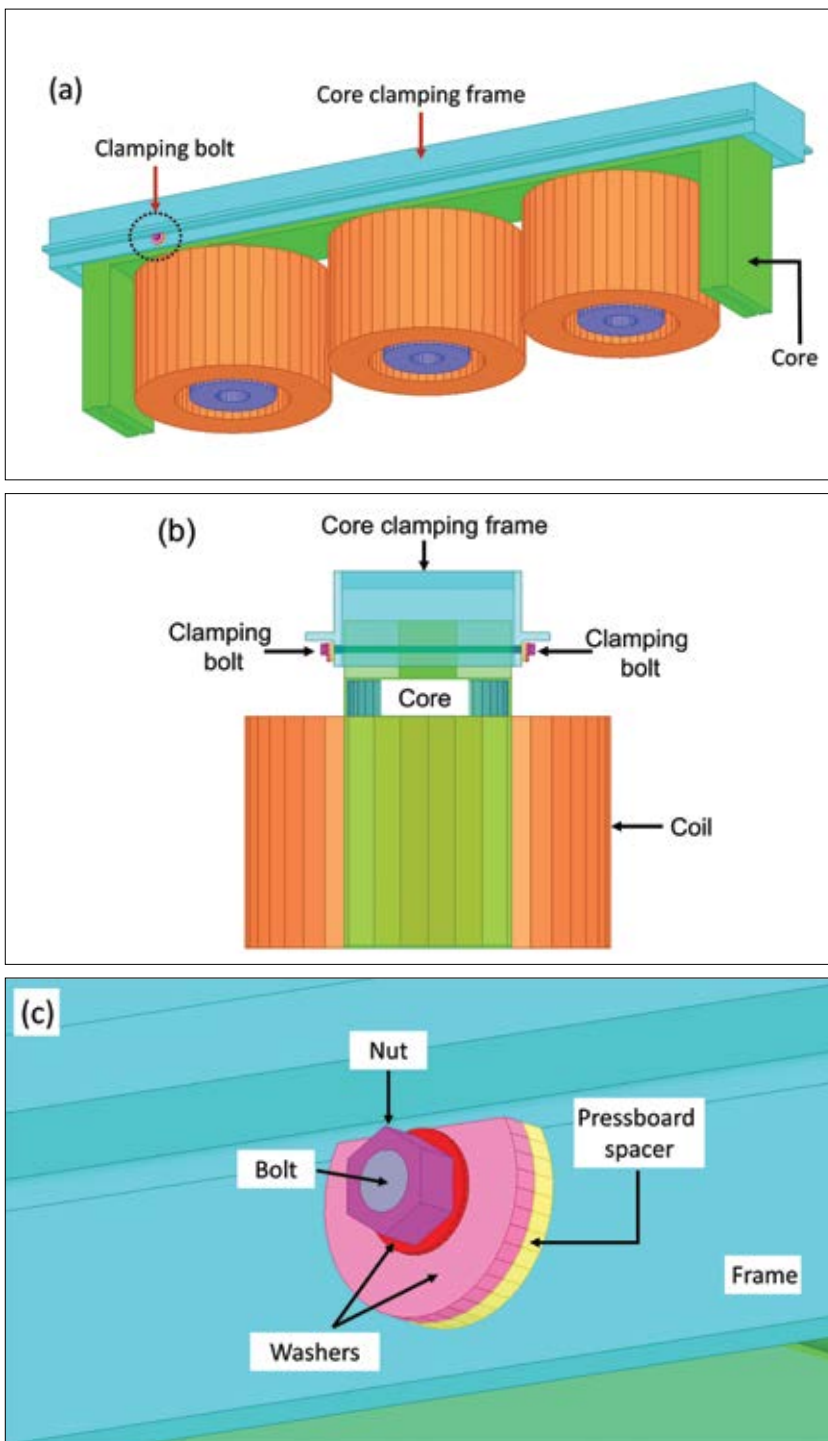 (a)
Core clamping frame
Clamping bolt
Core
(b)
Core clamping frame
Clamping
bolt
Clamping
bolt
Core
Coil
(c)
Nut
Pressboard
spacer
Bolt
Frame
Washers